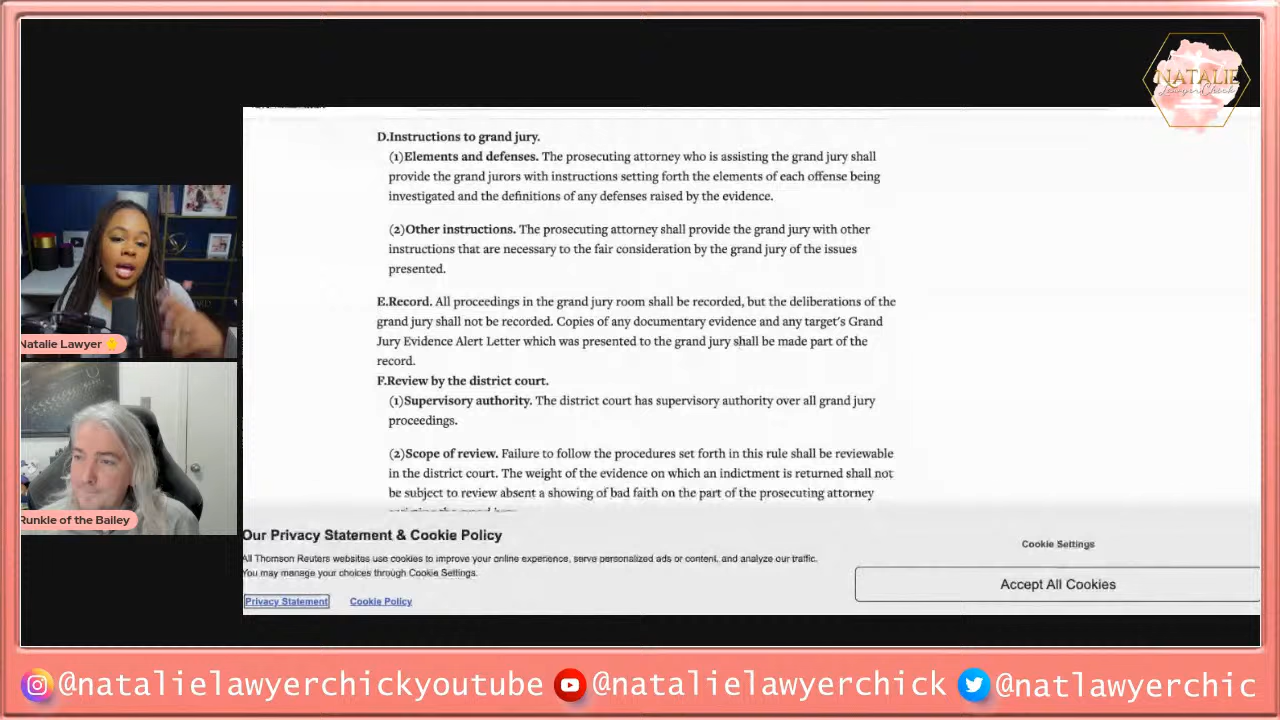 NATALIE
LawyerChick
D.Instructions to grand jury.
(1)Elements and defenses. The prosecuting attorney who is assisting the grand jury shall
provide the grand jurors with instructions setting forth the elements of each offense being
investigated and the definitions of any defenses raised by the evidence.
(2)Other instructions. The prosecuting attorney shall provide the grand jury with other
instructions that are necessary to the fair consideration by the grand jury of the issues
presented.
E.Record. All proceedings in the grand jury room shall be recorded, but the deliberations of the
grand jury shall not be recorded. Copies of any documentary evidence and any target's Grand
Jury Evidence Alert Letter which was presented to the grand jury shall be made part of the
record.
F.Review by the district court.
(1)Supervisory authority. The district court has supervisory authority over all grand jury
proceedings.
(2)Scope of review. Failure to follow the procedures set forth in this rule shall be reviewable
in the district court. The weight of the evidence on which an indictment is returned shall not
be subject to review absent a showing of bad faith on the part of the prosecuting attorney
Natalie Lawyer
Runkle of the Bailey
Our Privacy Statement & Cookie Policy
All Thomson Reuters websites use cookies to improve your online experience, serve personalized ads or content, and analyze our traffic.
You may manage your choices through Cookie Settings.
Privacy Statement Cookie Policy
Cookie Settings
Accept All Cookies
@natalielawyerchickyoutube @natalielawyerchick @natlawyerchic